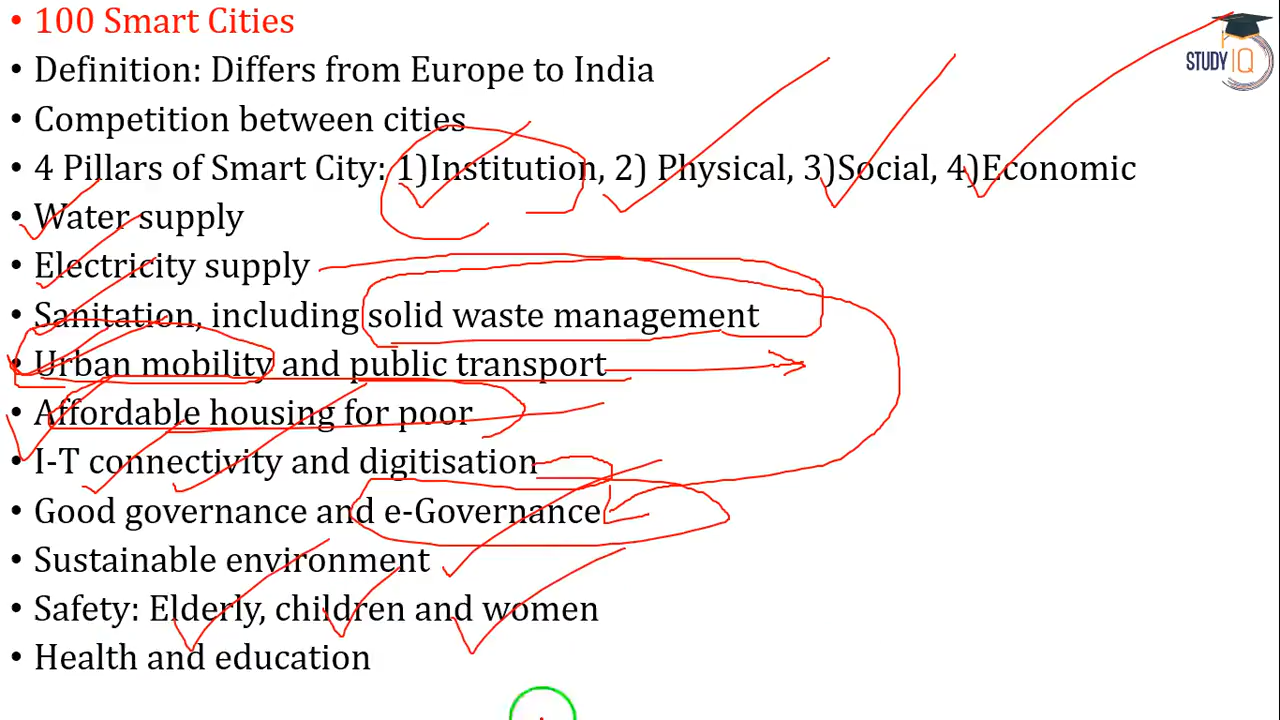 • 100 Smart Cities
STUDY IQ
• Definition: Differs from Europe to India
• Competition between cities
• 4 Pillars of Smart City: 1)Institution, 2) Physical, 3)Social, 4)Economic
• Water supply
• Electricity supply
• Sanitation, including solid waste management
• Urban mobility and public transport
• Affordable housing for poor
• I-T connectivity and digitisation
• Good governance and e-Governance
• Sustainable environment
• Safety: Elderly, children and women
• Health and education